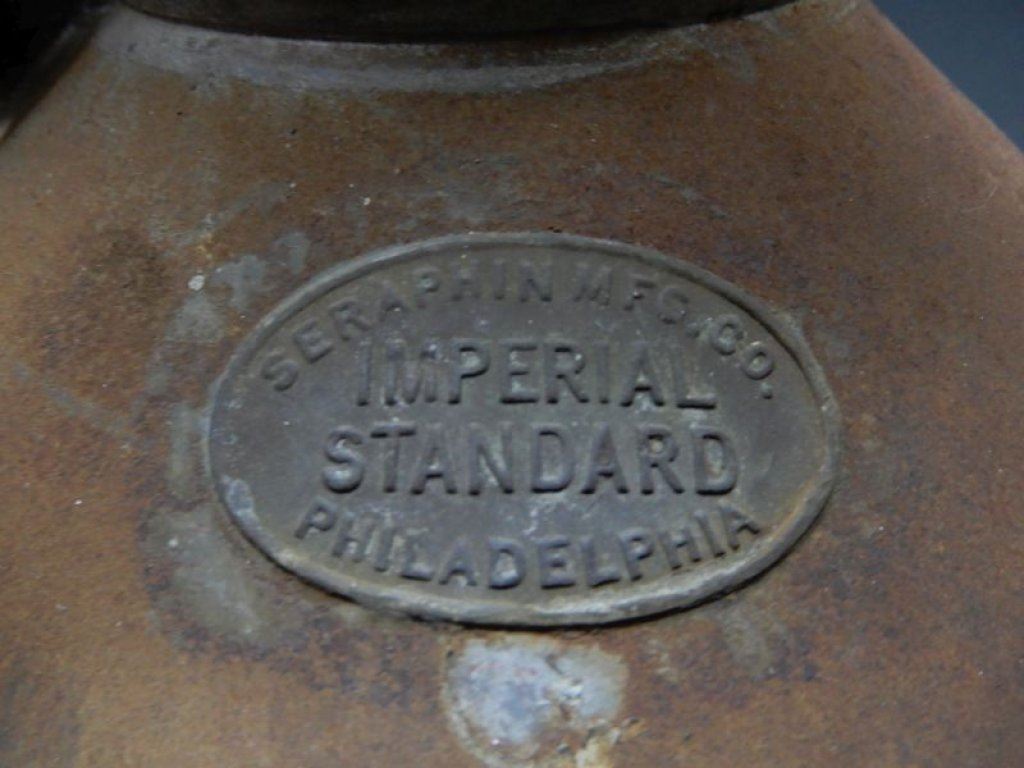 SERAPHIN MFG. CO.
IMPERIAL
STANDARD
PHILADELPHIA